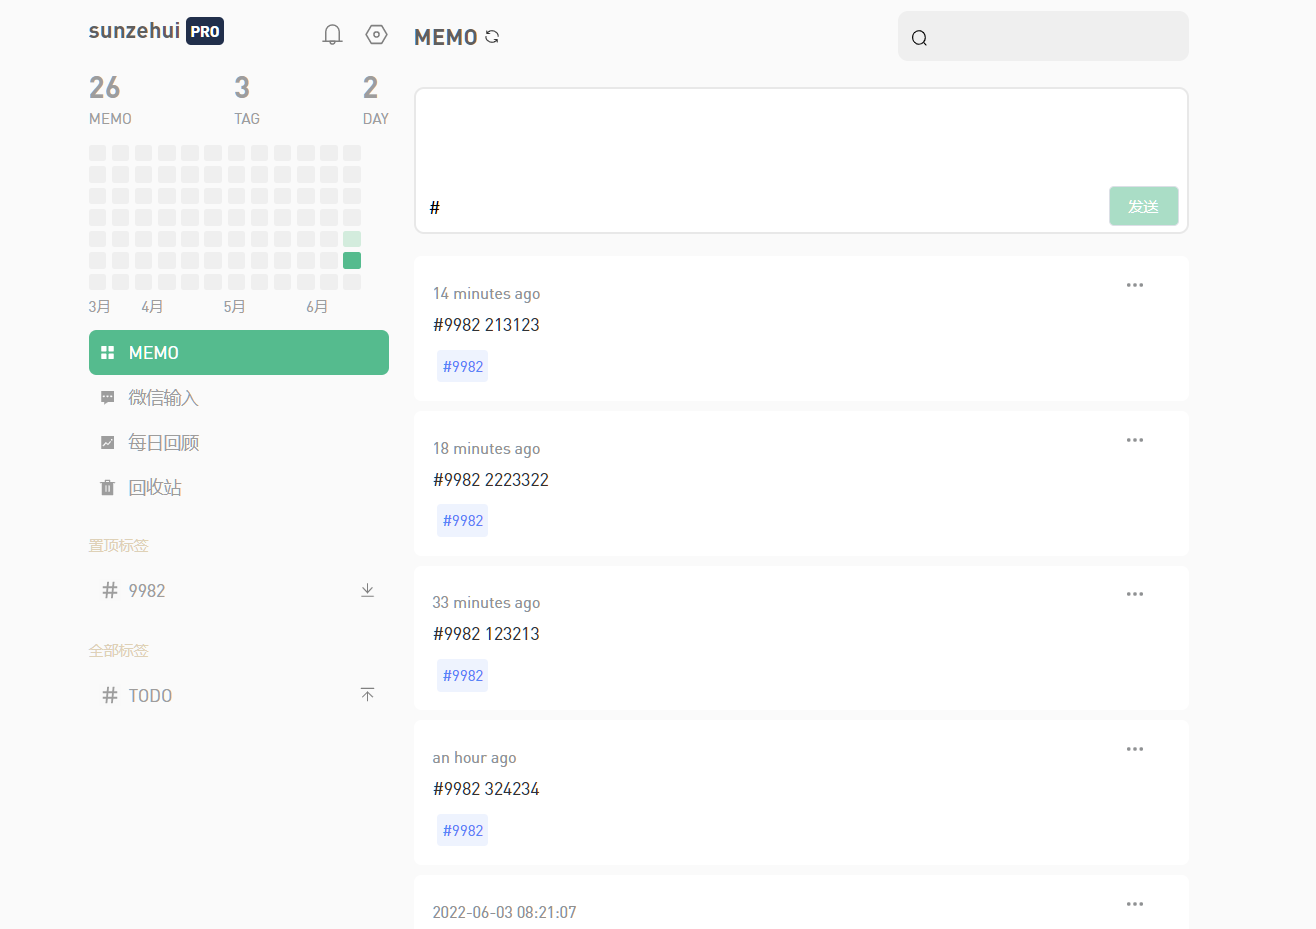 sunzehui PRO
26 3 2
MEMO TAG DAY
3月 4月 5月 6月
MEMO
微信输入
每日回顾
回收站
置顶标签
# 9982
全部标签
# TODO
MEMO
#
发送
14 minutes ago
#9982 213123
#9982
18 minutes ago
#9982 2223322
#9982
33 minutes ago
#9982 123213
#9982
an hour ago
#9982 324234
#9982
2022-06-03 08:21:07